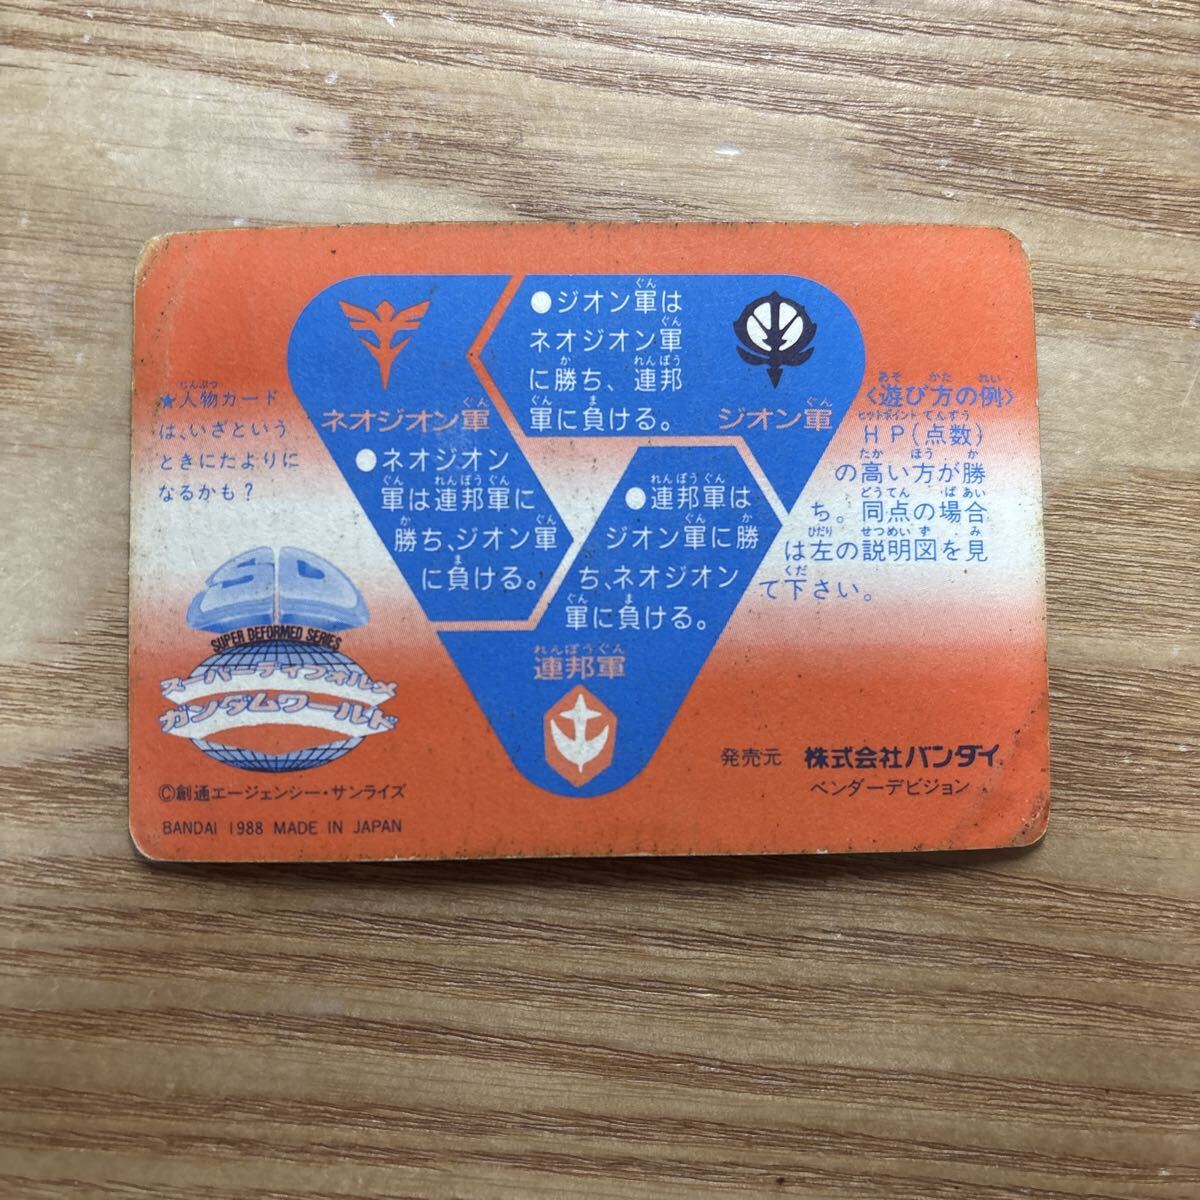 ★人物カード
は、いざという
ときにたよりに
なるかも？
ネオジオン軍
●ジオン軍は
ネオジオン軍
に勝ち、連邦
軍に負ける。
ジオン軍
●ネオジオン
軍は連邦軍に
勝ち、ジオン軍
に負ける。
●連邦軍は
ジオン軍に勝
ち、ネオジオン
軍に負ける。
連邦軍
〈遊び方の例〉
HP(点数)
の高い方が勝
ち。同点の場合
は左の説明図を見
て下さい。
SD
SUPER DEFORMED SERIES
スーパーディフォルメ
ガンダムワールド
©創通エージェンシー・サンライズ
BANDAI 1988 MADE IN JAPAN
発売元 株式会社バンダイ
ベンダーデビジョン